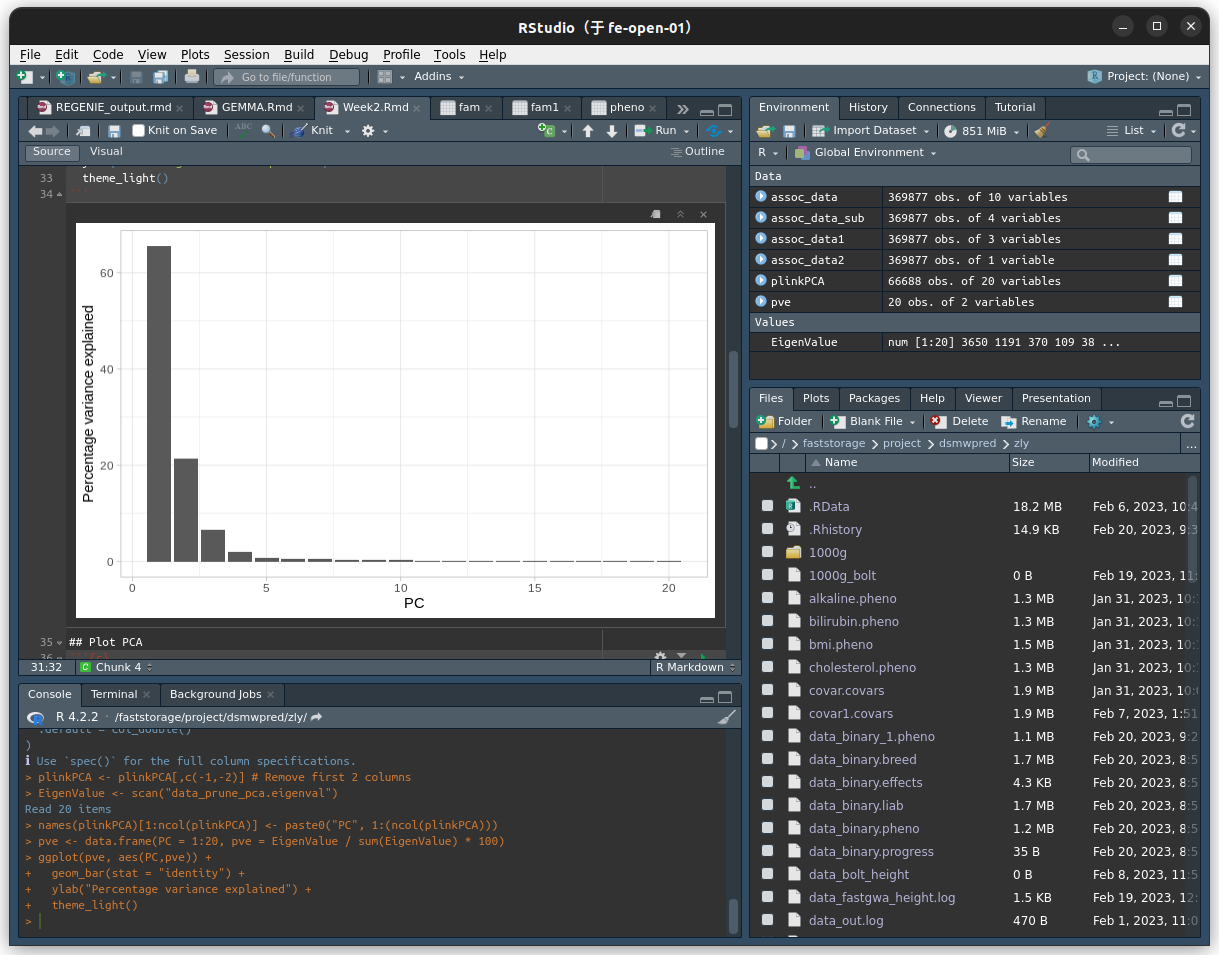 RStudio（于 fe-open-01）
File Edit Code View Plots Session Build Debug Profile Tools Help
Go to file/function Addins Project: (None)
REGENIE_output.rmd GEMMA.Rmd Week2.Rmd fam fam1 pheno
Knit on Save ABC Knit Run
Source Visual Outline
33 theme_light()
34
Percentage variance explained
60
40
20
0
0 5 10 15 20
PC
35 ## Plot PCA
31:32 Chunk 4 R Markdown
Console Terminal Background Jobs
R 4.2.2 · /faststorage/project/dsmwpred/zly/
.default = col_double()
)
ℹ Use `spec()` for the full column specifications.
> plinkPCA <- plinkPCA[,c(-1,-2)] # Remove first 2 columns
> EigenValue <- scan("data_prune_pca.eigenval")
Read 20 items
> names(plinkPCA)[1:ncol(plinkPCA)] <- paste0("PC", 1:(ncol(plinkPCA)))
> pve <- data.frame(PC = 1:20, pve = EigenValue / sum(EigenValue) * 100)
> ggplot(pve, aes(PC,pve)) +
+ geom_bar(stat = "identity") +
+ ylab("Percentage variance explained") +
+ theme_light()
>
Environment History Connections Tutorial
Import Dataset 851 MiB List
R Global Environment
Data
assoc_data 369877 obs. of 10 variables
assoc_data_sub 369877 obs. of 4 variables
assoc_data1 369877 obs. of 3 variables
assoc_data2 369877 obs. of 1 variable
plinkPCA 66688 obs. of 20 variables
pve 20 obs. of 2 variables
Values
EigenValue num [1:20] 3650 1191 370 109 38 ...
Files Plots Packages Help Viewer Presentation
Folder Blank File Delete Rename
/ faststorage project dsmwpred zly ...
Name Size Modified
..
.RData 18.2 MB Feb 6, 2023, 10:4
.Rhistory 14.9 KB Feb 20, 2023, 9:3
1000g
1000g_bolt 0 B Feb 19, 2023, 11:
alkaline.pheno 1.3 MB Jan 31, 2023, 10:
bilirubin.pheno 1.3 MB Jan 31, 2023, 10:
bmi.pheno 1.5 MB Jan 31, 2023, 10:
cholesterol.pheno 1.3 MB Jan 31, 2023, 10:
covar.covars 1.9 MB Jan 31, 2023, 10:
covar1.covars 1.9 MB Feb 7, 2023, 1:51
data_binary_1.pheno 1.1 MB Feb 20, 2023, 9:2
data_binary.breed 1.7 MB Feb 20, 2023, 8:5
data_binary.effects 4.3 KB Feb 20, 2023, 8:5
data_binary.liab 1.7 MB Feb 20, 2023, 8:5
data_binary.pheno 1.2 MB Feb 20, 2023, 8:5
data_binary.progress 35 B Feb 20, 2023, 8:5
data_bolt_height 0 B Feb 8, 2023, 11:5
data_fastgwa_height.log 1.5 KB Feb 19, 2023, 12:
data_out.log 470 B Feb 1, 2023, 11:0